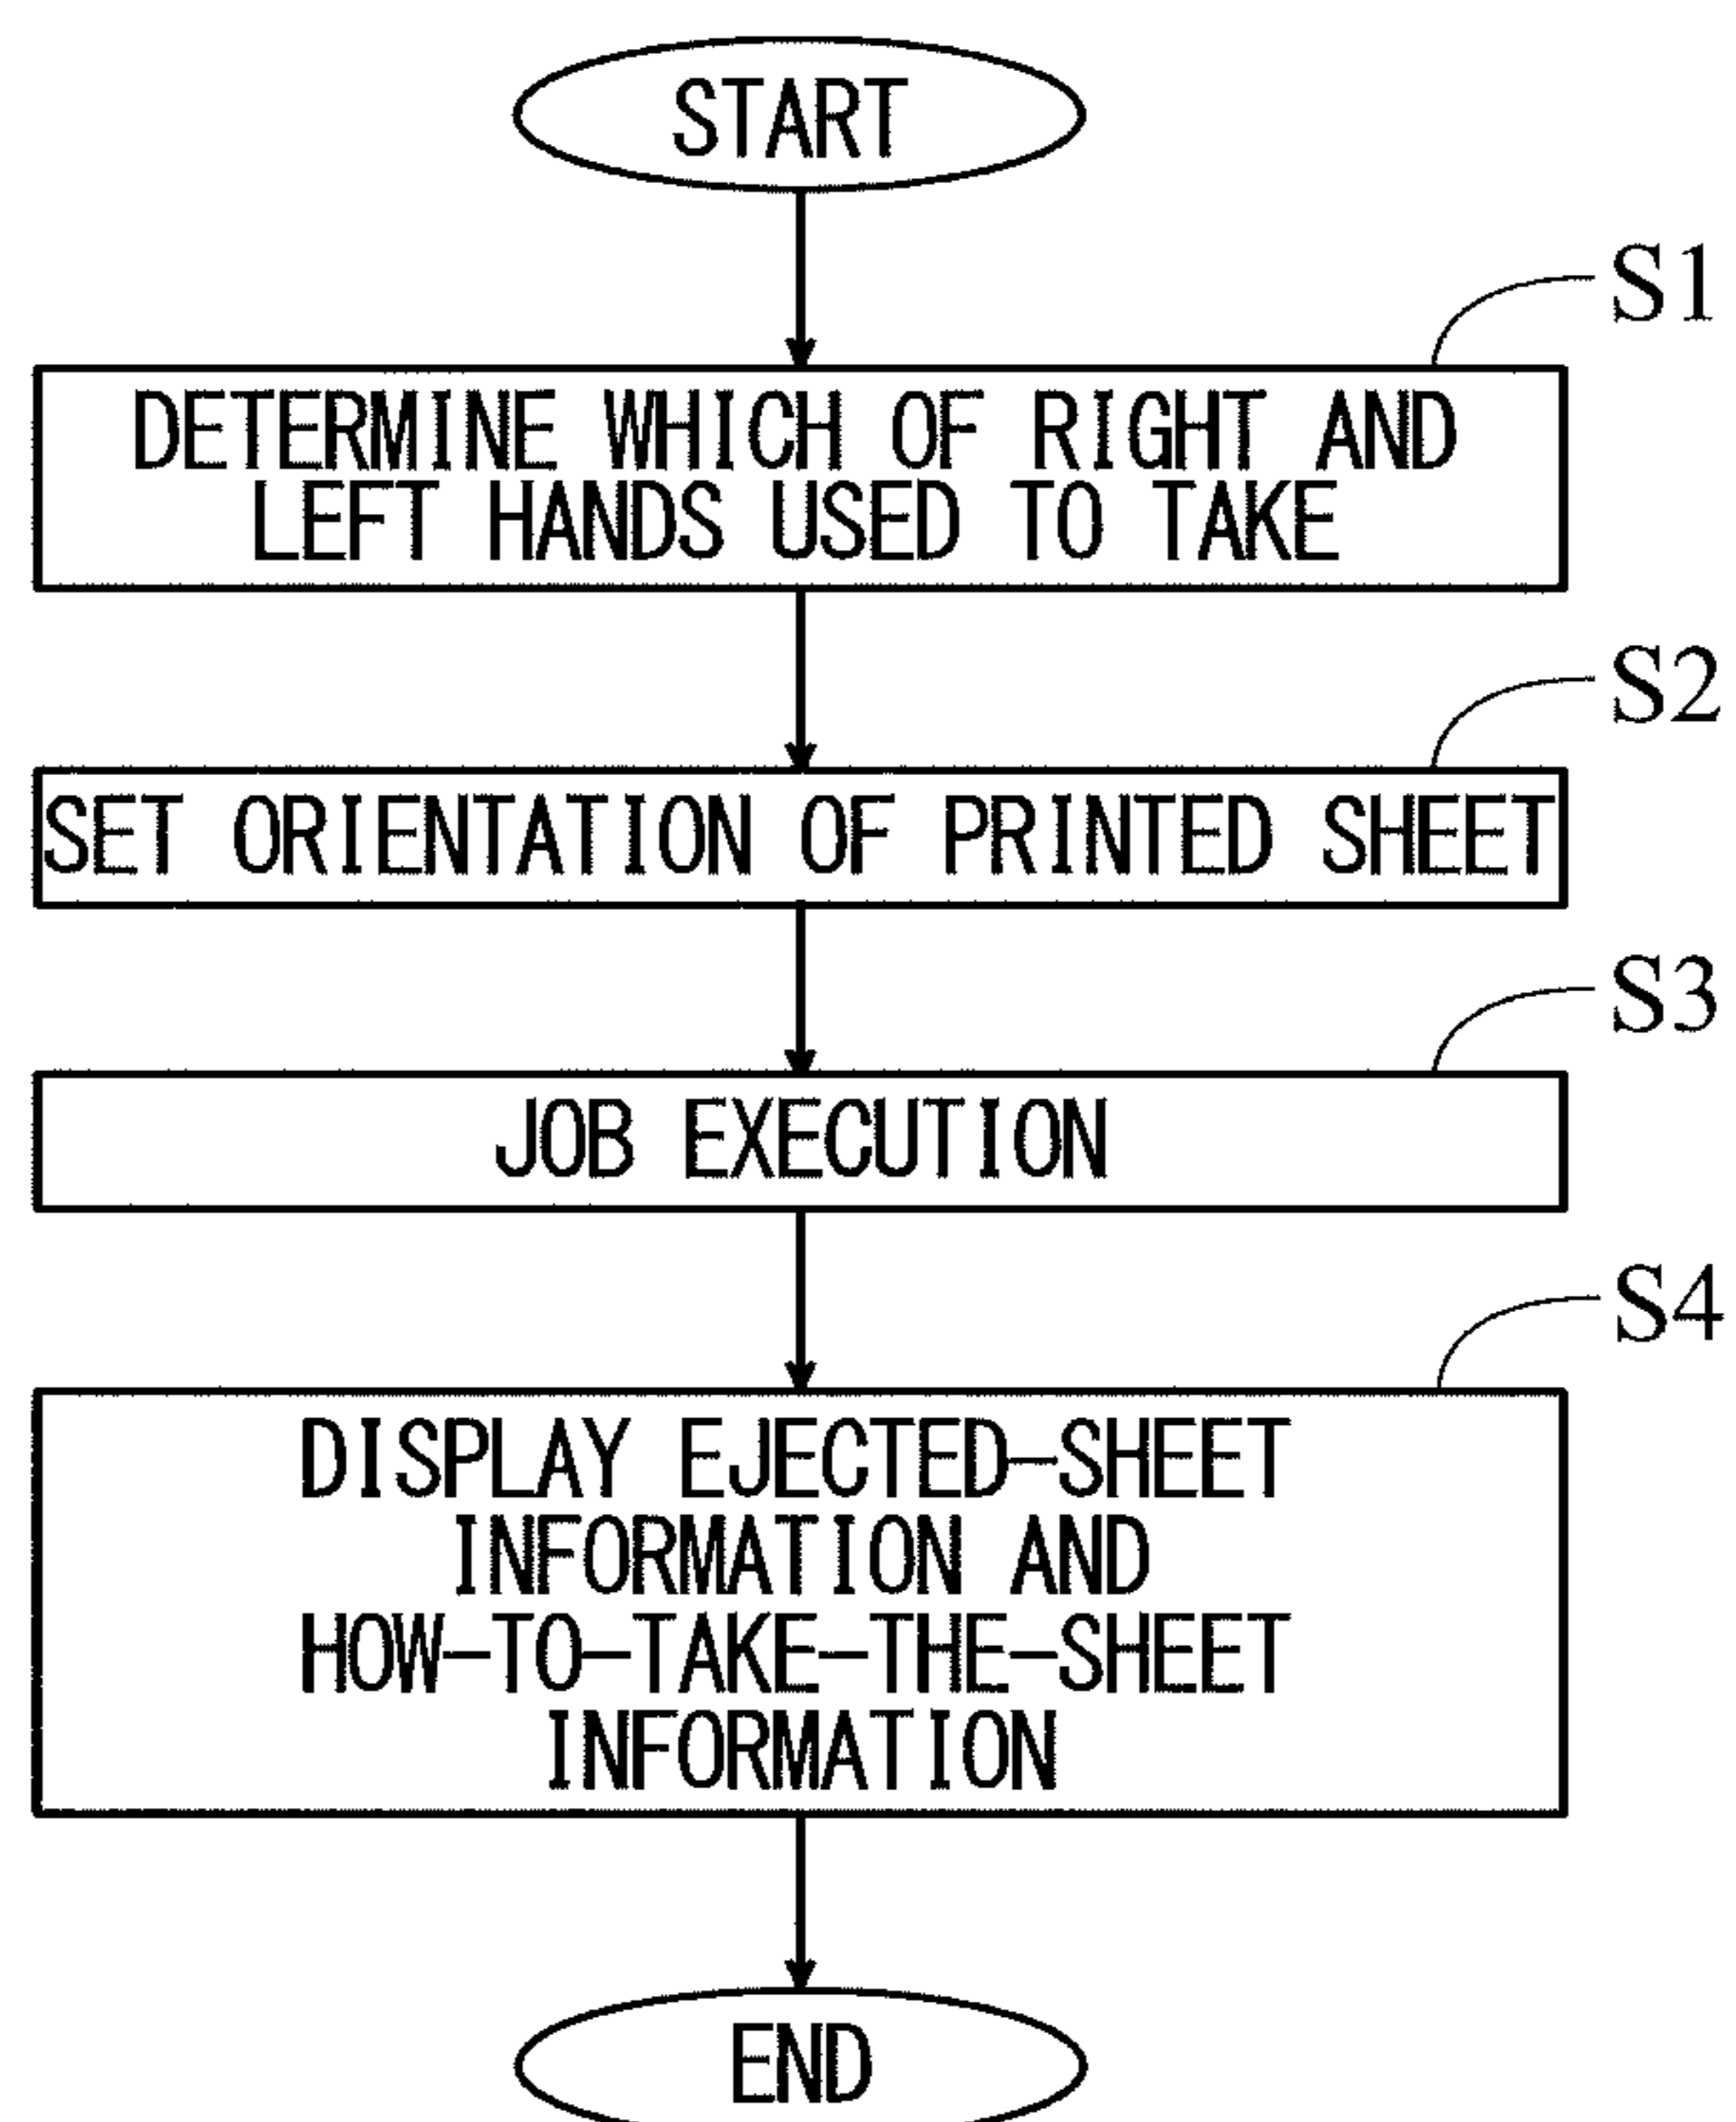 START
S1
DETERMINE WHICH OF RIGHT AND
LEFT HANDS USED TO TAKE
S2
SET ORIENTATION OF PRINTED SHEET
S3
JOB EXECUTION
S4
DISPLAY EJECTED-SHEET
INFORMATION AND
HOW-TO-TAKE-THE-SHEET
INFORMATION
END